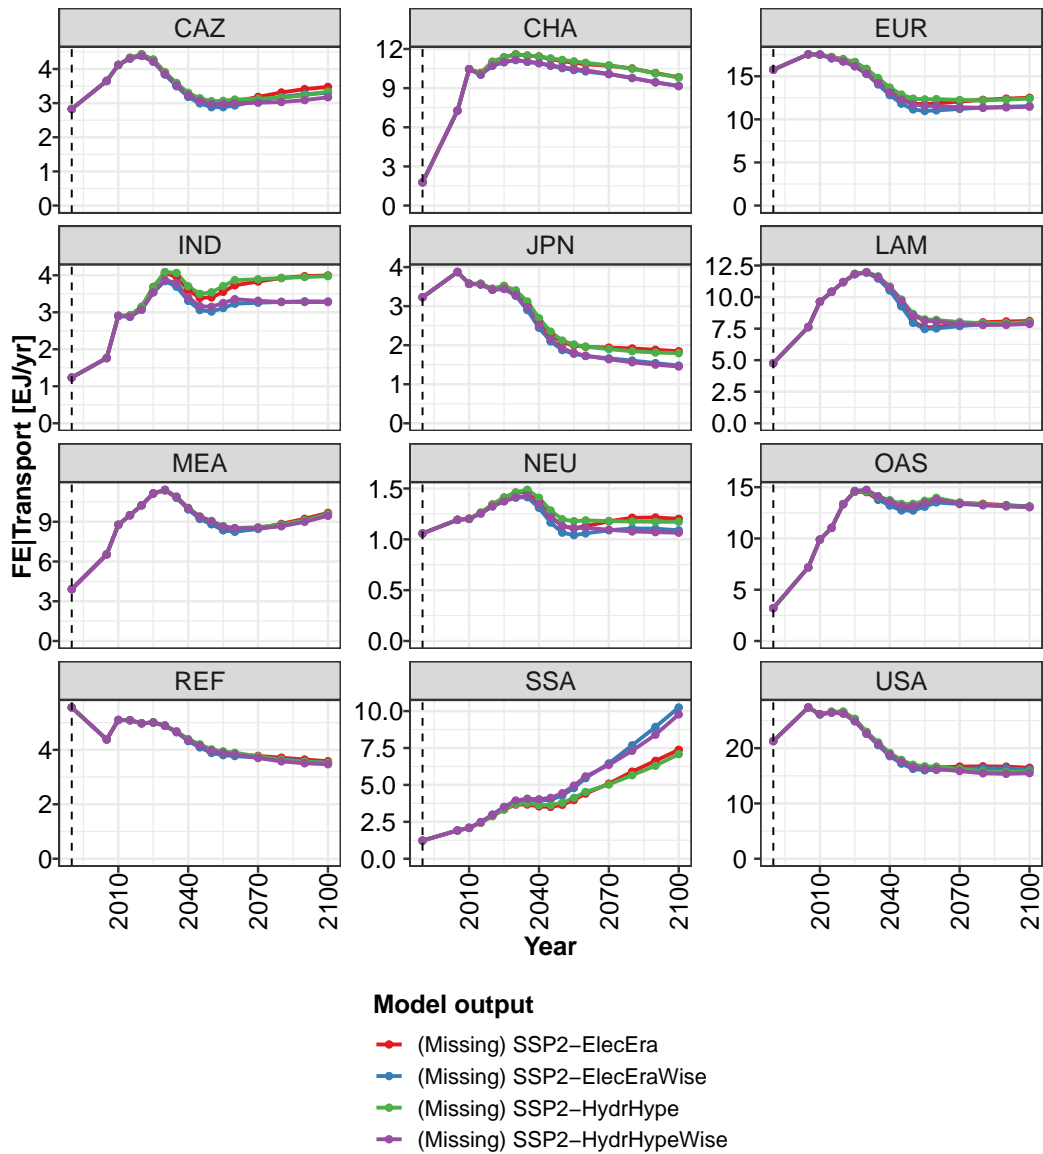 CAZ CHA EUR
4 12 15
3 9 10
2 6 5
1 3 0
0 0
IND JPN LAM
4 4 12.5
3 3 10.0
2 2 7.5
1 1 5.0
0 0 2.5
0.0
MEA NEU OAS
9 1.5 15
6 1.0 10
3 0.5 5
0 0.0 0
REF SSA USA
4 10.0 20
2 7.5 10
0 5.0 0
2.5
0.0
FE|Transport [EJ/yr]
2010 2040 2070 2100 2010 2040 2070 2100 2010 2040 2070 2100
Year
Model output
(Missing) SSP2−ElecEra
(Missing) SSP2−ElecEraWise
(Missing) SSP2−HydrHype
(Missing) SSP2−HydrHypeWise